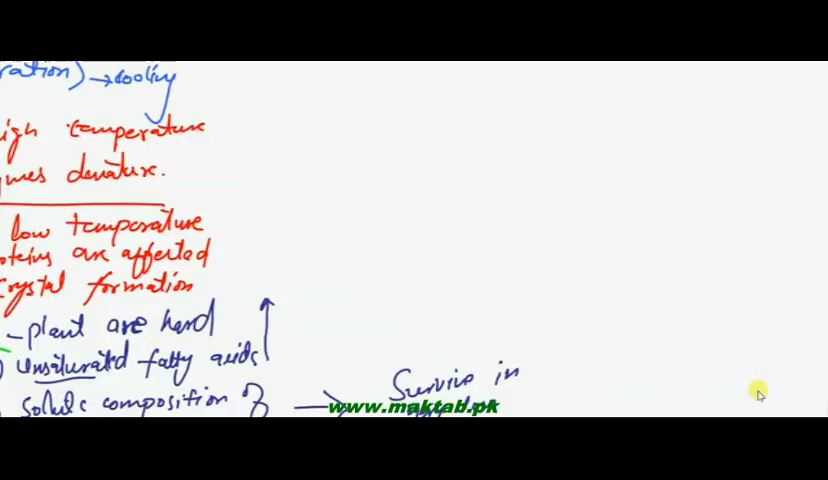 ration) → cooling
igh temperature
ymes denature.
low temperature
oteins are affected
Crystal formation
- plant are hard
) Unsaturated fatty acids
solute composition of → Survive in
www.maktab.pk